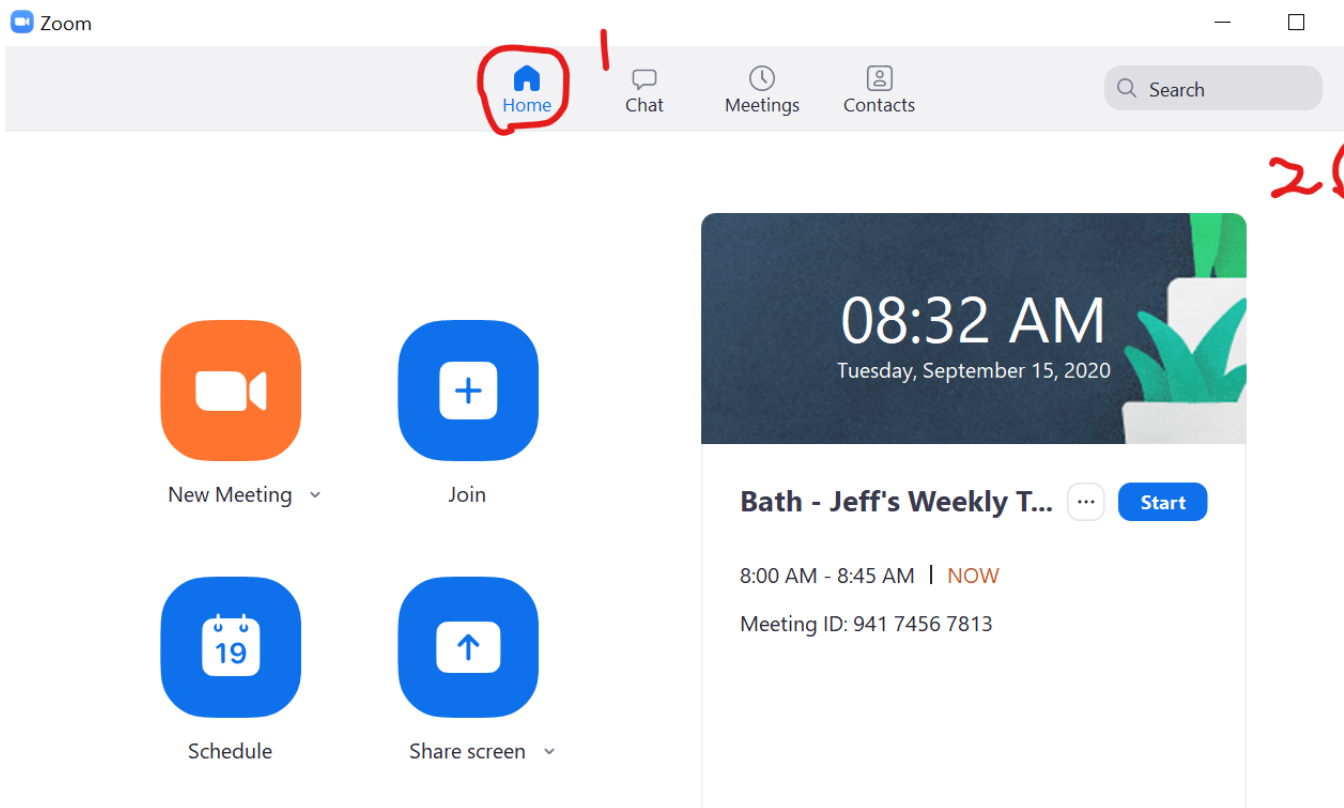 Zoom
1
Home Chat Meetings Contacts
Search
2
08:32 AM
Tuesday, September 15, 2020
New Meeting
Join
Bath - Jeff's Weekly T... ... Start
8:00 AM - 8:45 AM | NOW
Meeting ID: 941 7456 7813
19
Schedule
Share screen